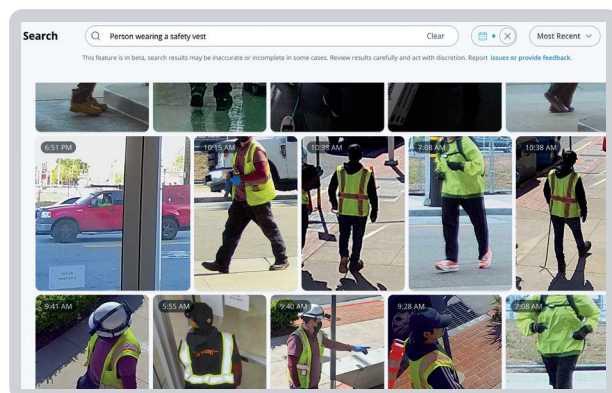 Search
Person wearing a safety vest
Clear
Most Recent
This feature is in beta, search results may be inaccurate or incomplete in some cases. Review results carefully and act with discretion. Report issues or provide feedback.
6:51 PM
10:15 AM
10:38 AM
7:08 AM
10:38 AM
9:41 AM
5:55 AM
9:40 AM
9:28 AM
7:08 AM